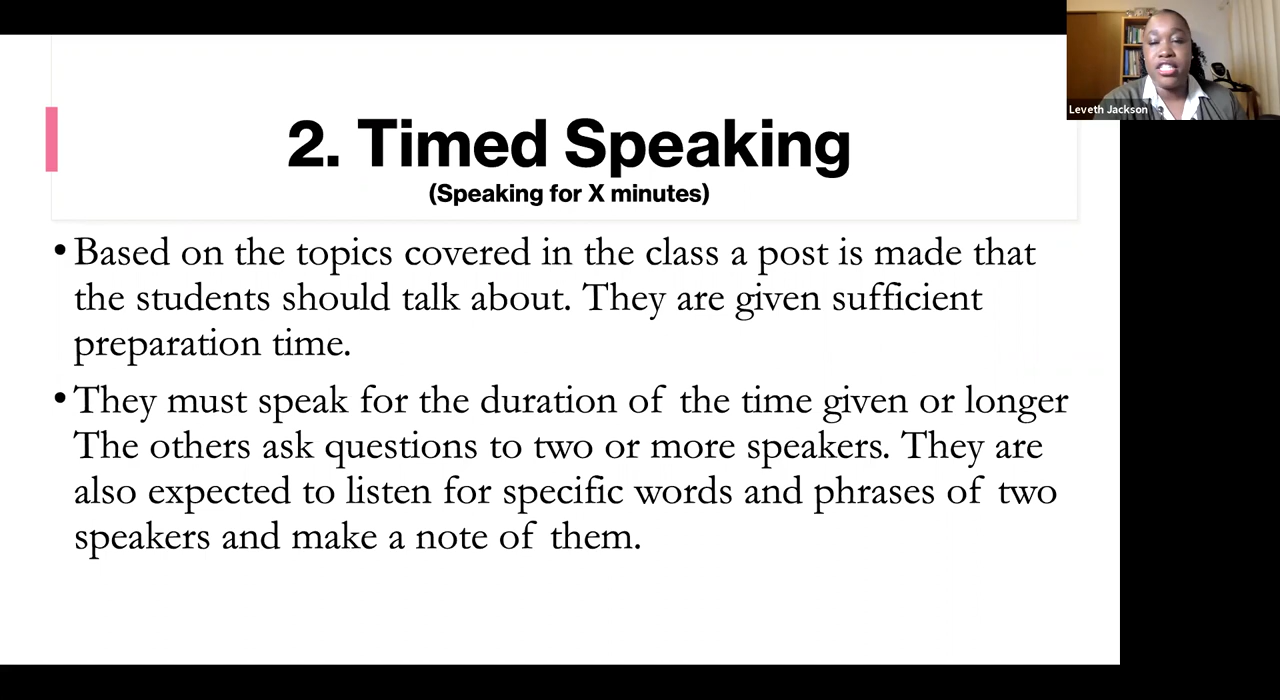 2. Timed Speaking
(Speaking for X minutes)
• Based on the topics covered in the class a post is made that
the students should talk about. They are given sufficient
preparation time.
• They must speak for the duration of the time given or longer
The others ask questions to two or more speakers. They are
also expected to listen for specific words and phrases of two
speakers and make a note of them.
Leveth Jackson